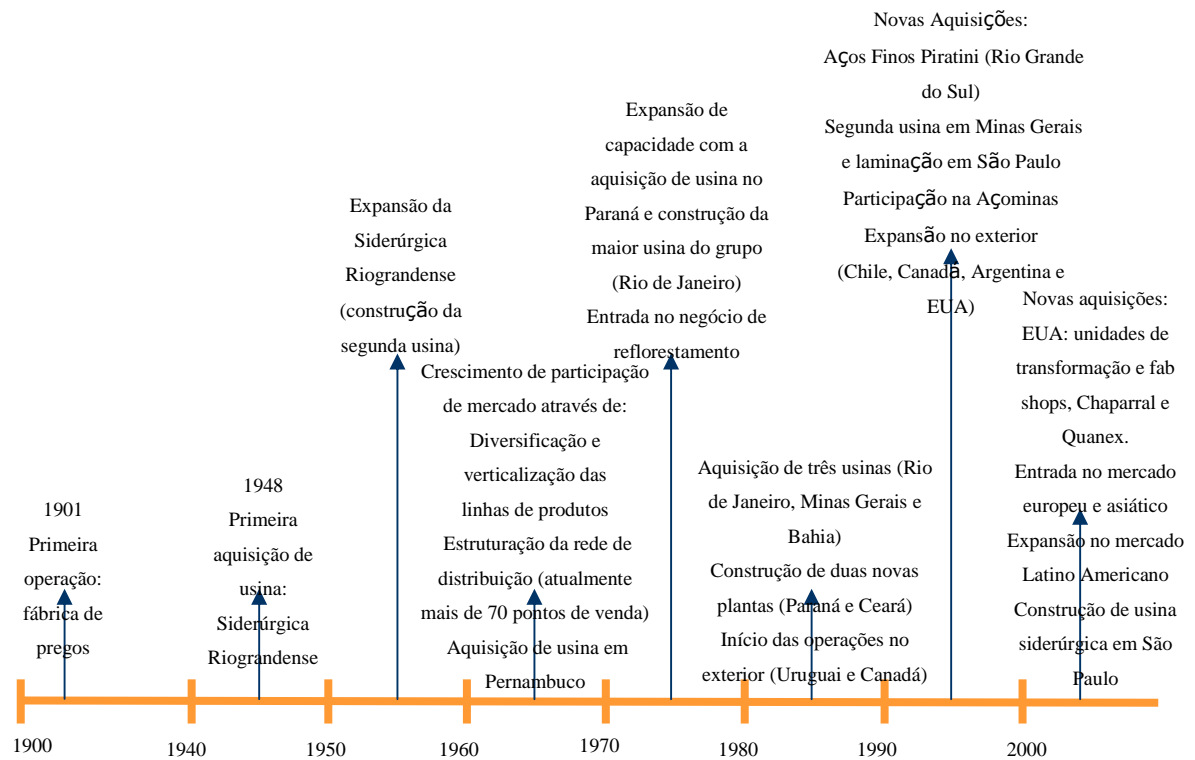 1901
Primeira
operação:
fábrica de
pregos
1948
Primeira
aquisição de
usina:
Siderúrgica
Riograndense
Expansão da
Siderúrgica
Riograndense
(construção da
segunda usina)
Crescimento de participação
de mercado através de:
Diversificação e
verticalização das
linhas de produtos
Estruturação da rede de
distribuição (atualmente
mais de 70 pontos de venda)
Aquisição de usina em
Pernambuco
Expansão de
capacidade com a
aquisição de usina no
Paraná e construção da
maior usina do grupo
(Rio de Janeiro)
Entrada no negócio de
reflorestamento
Aquisição de três usinas (Rio
de Janeiro, Minas Gerais e
Bahia)
Construção de duas novas
plantas (Paraná e Ceará)
Início das operações no
exterior (Uruguai e Canadá)
Novas Aquisições:
Aços Finos Piratini (Rio Grande
do Sul)
Segunda usina em Minas Gerais
e laminação em São Paulo
Participação na Açominas
Expansão no exterior
(Chile, Canadá, Argentina e
EUA)
Novas aquisições:
EUA: unidades de
transformação e fab
shops, Chaparral e
Quanex.
Entrada no mercado
europeu e asiático
Expansão no mercado
Latino Americano
Construção de usina
siderúrgica em São
Paulo
1900
1940
1950
1960
1970
1980
1990
2000